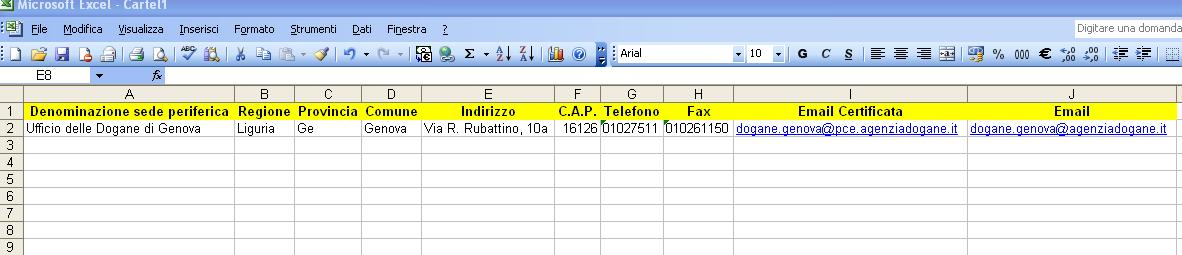 Microsoft Excel - Cartel1
File Modifica Visualizza Inserisci Formato Strumenti Dati Finestra ?
Digitare una domanda
Arial 10 G C S % 000 €
E8 fx
A B C D E F G H I J
1 Denominazione sede periferica Regione Provincia Comune Indirizzo C.A.P. Telefono Fax Email Certificata Email
2 Ufficio delle Dogane di Genova Liguria Ge Genova Via R. Rubattino, 10a 16126 01027511 010261150 dogane.genova@pce.agenziadogane.it dogane.genova@agenziadogane.it
3
4
5
6
7
8
9